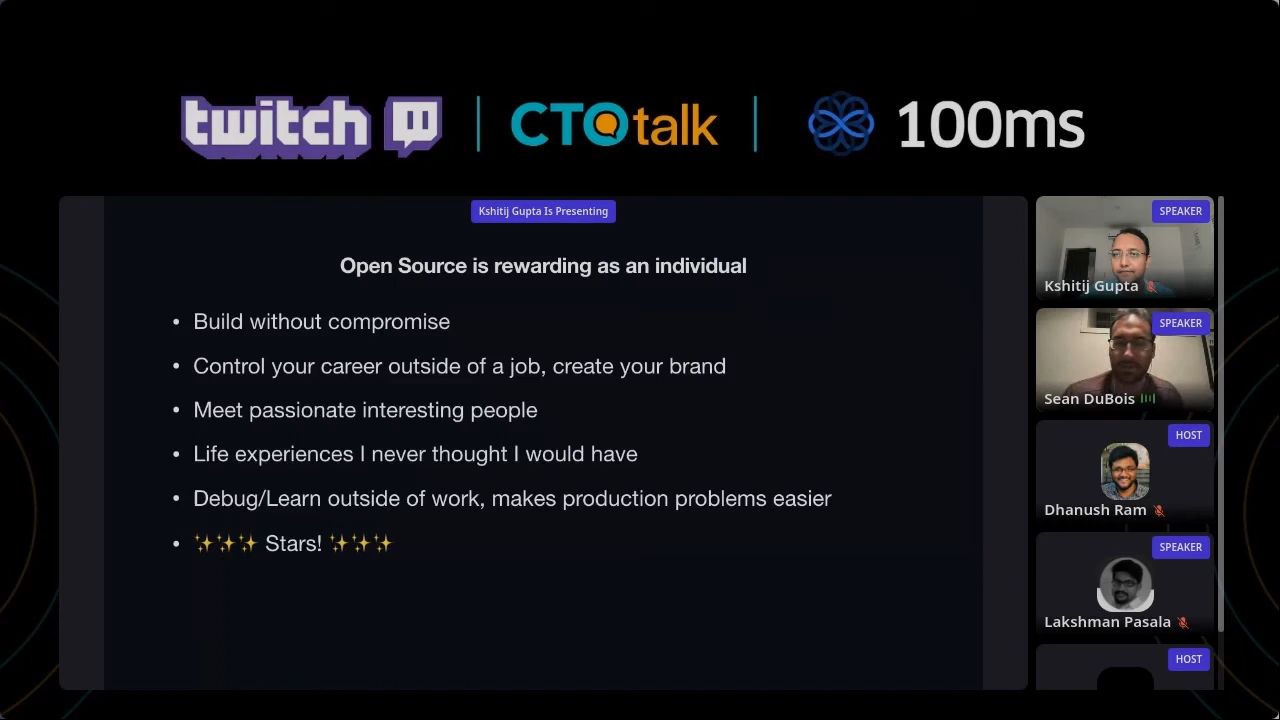 twitch
CTOtalk
100ms
Kshitij Gupta Is Presenting
Open Source is rewarding as an individual
• Build without compromise
• Control your career outside of a job, create your brand
• Meet passionate interesting people
• Life experiences I never thought I would have
• Debug/Learn outside of work, makes production problems easier
• ✨✨✨ Stars! ✨✨✨
SPEAKER
Kshitij Gupta
SPEAKER
Sean DuBois
HOST
Dhanush Ram
SPEAKER
Lakshman Pasala
HOST